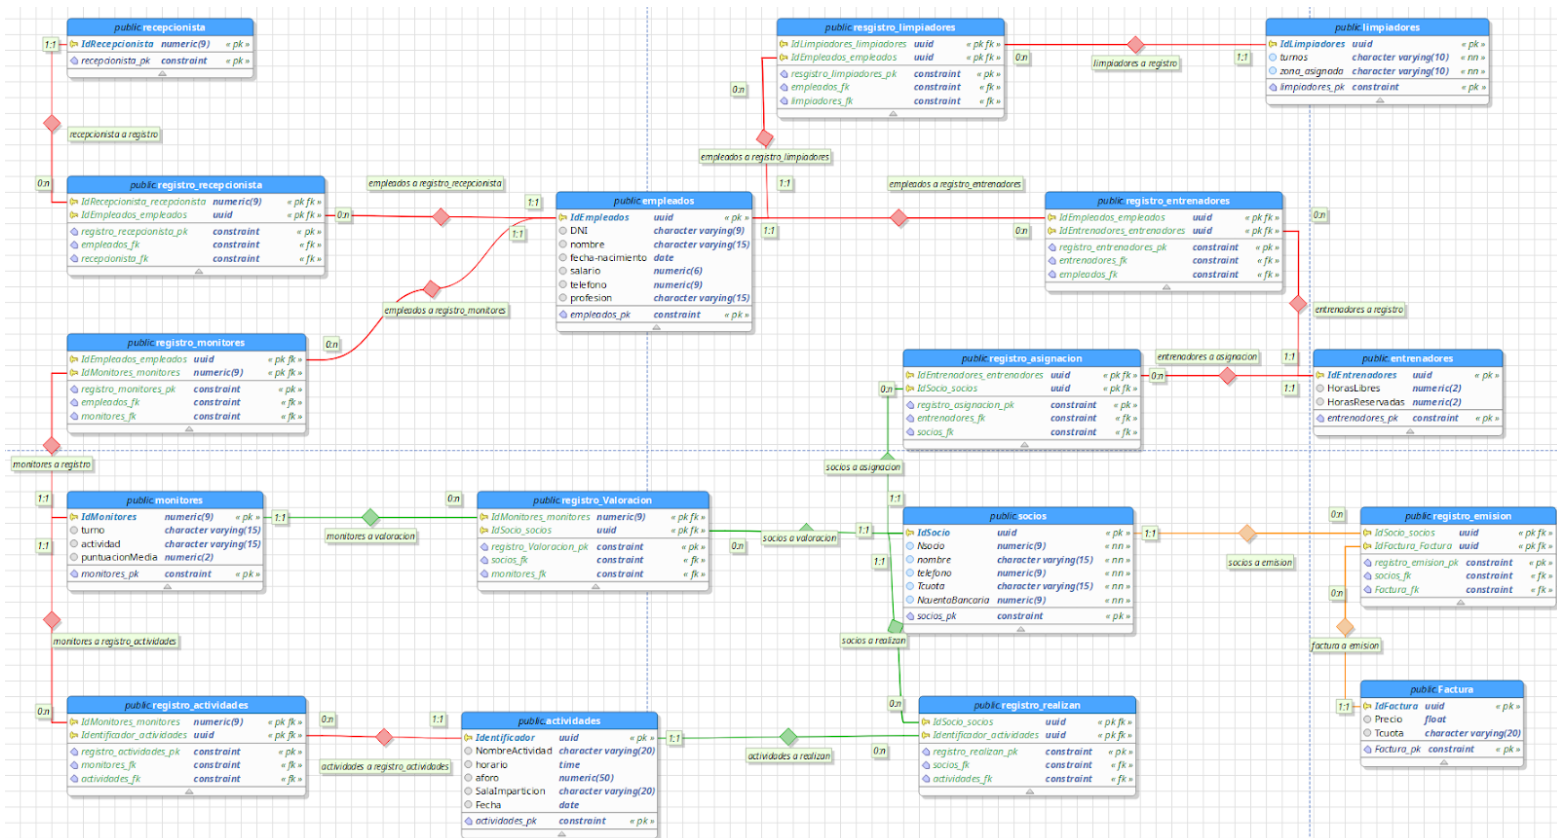 public.recepcionista
IdRecepcionista numeric(9) « pk »
recepcionista_pk constraint « pk »
1:1
recepcionista a registro
0:n
public.resgistro_limpiadores
IdLimpiadores_limpiadores uuid « pk fk »
IdEmpleados_empleados uuid « pk fk »
resgistro_limpiadores_pk constraint « pk »
empleados_fk constraint « fk »
limpiadores_fk constraint « fk »
0:n
limpiadores a registro
1:1
public.limpiadores
IdLimpiadores uuid « pk »
turnos character varying(10) « nn »
zona_asignada character varying(10) « nn »
limpiadores_pk constraint « pk »
0:n
empleados a registro_limpiadores
1:1
public.registro_recepcionista
IdRecepcionista_recepcionista numeric(9) « pk fk »
IdEmpleados_empleados uuid « pk fk »
registro_recepcionista_pk constraint « pk »
empleados_fk constraint « fk »
recepcionista_fk constraint « fk »
empleados a registro_recepcionista
0:n
1:1
1:1
public.empleados
IdEmpleados uuid « pk »
DNI character varying(9)
nombre character varying(15)
fecha-nacimiento date
salario numeric(6)
telefono numeric(9)
profesion character varying(15)
empleados_pk constraint « pk »
empleados a registro_entrenadores
1:1
0:n
public.registro_entrenadores
IdEmpleados_empleados uuid « pk fk »
IdEntrenadores_entrenadores uuid « pk fk »
registro_entrenadores_pk constraint « pk »
entrenadores_fk constraint « fk »
empleados_fk constraint « fk »
0:n
entrenadores a registro
1:1
empleados a registro_monitores
0:n
public.registro_monitores
IdEmpleados_empleados uuid « pk fk »
IdMonitores_monitores numeric(9) « pk fk »
registro_monitores_pk constraint « pk »
empleados_fk constraint « fk »
monitores_fk constraint « fk »
public.registro_asignacion
IdEntrenadores_entrenadores uuid « pk fk »
IdSocio_socios uuid « pk fk »
registro_asignacion_pk constraint « pk »
entrenadores_fk constraint « fk »
socios_fk constraint « fk »
entrenadores a asignacion
0:n
1:1
0:n
public.entrenadores
IdEntrenadores uuid « pk »
HorasLibres numeric(2)
HorasReservadas numeric(2)
entrenadores_pk constraint « pk »
monitores a registro
1:1
1:1
socios a asignacion
1:1
public.monitores
IdMonitores numeric(9) « pk »
turno character varying(15)
actividad character varying(15)
puntuacionMedia numeric(2)
monitores_pk constraint « pk »
1:1
monitores a valoracion
0:n
public.registro_Valoracion
IdMonitores_monitores numeric(9) « pk fk »
IdSocio_socios uuid « pk fk »
registro_Valoracion_pk constraint « pk »
socios_fk constraint « fk »
monitores_fk constraint « fk »
0:n
socios a valoracion
1:1
1:1
public.socios
IdSocio uuid « pk »
Nsocio numeric(9) « nn »
nombre character varying(15) « nn »
telefono numeric(9) « nn »
Tcuota character varying(15) « nn »
NcuentaBancaria numeric(9) « nn »
socios_pk constraint « pk »
1:1
socios a emision
0:n
public.registro_emision
IdSocio_socios uuid « pk fk »
IdFactura_Factura uuid « pk fk »
registro_emision_pk constraint « pk »
socios_fk constraint « fk »
Factura_fk constraint « fk »
0:n
factura a emision
1:1
monitores a registro_actividades
0:n
socios a realizan
0:n
public.Factura
IdFactura uuid « pk »
Precio float
Tcuota character varying(20)
Factura_pk constraint « pk »
public.registro_actividades
IdMonitores_monitores numeric(9) « pk fk »
Identificador_actividades uuid « pk fk »
registro_actividades_pk constraint « pk »
monitores_fk constraint « fk »
actividades_fk constraint « fk »
0:n
1:1
actividades a registro_actividades
public.actividades
Identificador uuid « pk »
NombreActividad character varying(20)
horario time
aforo numeric(50)
SalaImparticion character varying(20)
Fecha date
actividades_pk constraint « pk »
1:1
actividades a realizan
0:n
public.registro_realizan
IdSocio_socios uuid « pk fk »
Identificador_actividades uuid « pk fk »
registro_realizan_pk constraint « pk »
socios_fk constraint « fk »
actividades_fk constraint « fk »